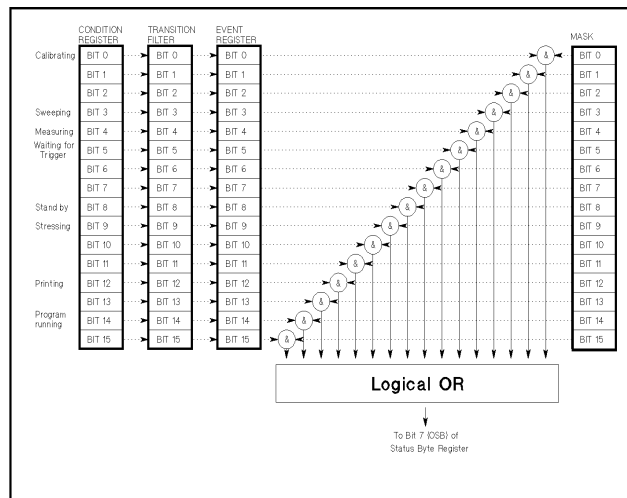 CONDITION REGISTER
TRANSITION FILTER
EVENT REGISTER
MASK
Calibrating BIT 0 BIT 0 BIT 0 & BIT 0
BIT 1 BIT 1 BIT 1 & BIT 1
BIT 2 BIT 2 BIT 2 & BIT 2
Sweeping BIT 3 BIT 3 BIT 3 & BIT 3
Measuring BIT 4 BIT 4 BIT 4 & BIT 4
Waiting for Trigger BIT 5 BIT 5 BIT 5 & BIT 5
BIT 6 BIT 6 BIT 6 & BIT 6
BIT 7 BIT 7 BIT 7 & BIT 7
Stand by BIT 8 BIT 8 BIT 8 & BIT 8
Stressing BIT 9 BIT 9 BIT 9 & BIT 9
BIT 10 BIT 10 BIT 10 & BIT 10
BIT 11 BIT 11 BIT 11 & BIT 11
Printing BIT 12 BIT 12 BIT 12 & BIT 12
BIT 13 BIT 13 BIT 13 & BIT 13
Program running BIT 14 BIT 14 BIT 14 & BIT 14
BIT 15 BIT 15 BIT 15 & BIT 15
Logical OR
To Bit 7 (OSB) of
Status Byte Register